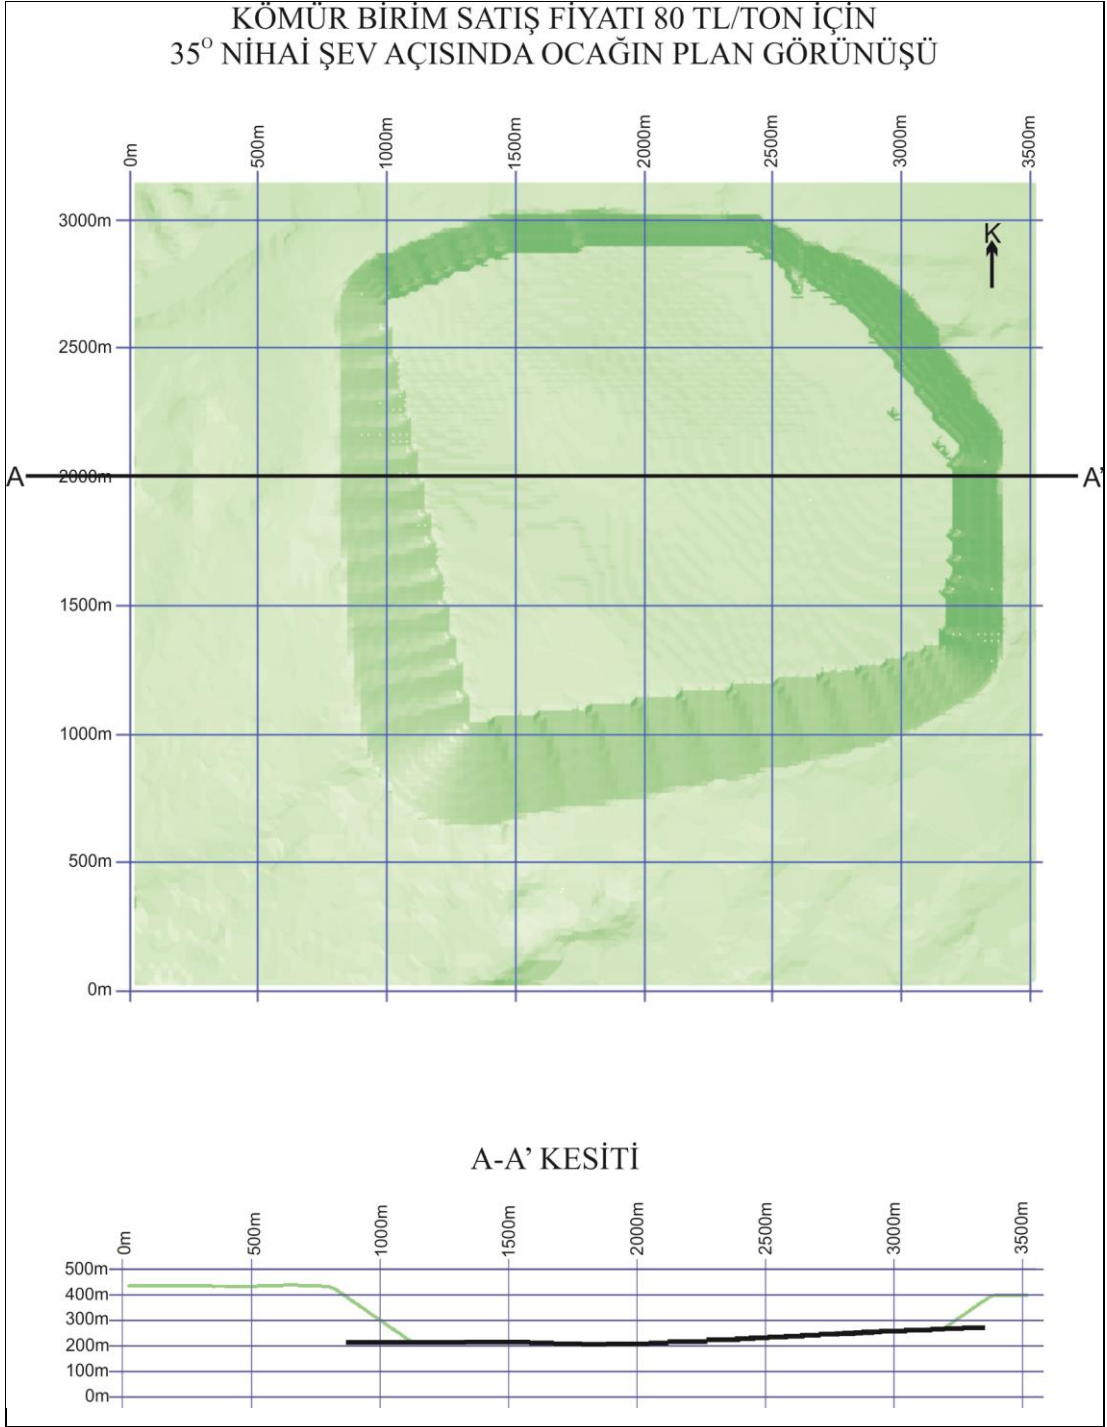 KÖMÜR BİRİM SATIŞ FİYATI 80 TL/TON İÇİN
35O NİHAİ ŞEV AÇISINDA OCAĞIN PLAN GÖRÜNÜŞÜ
0m 500m 1000m 1500m 2000m 2500m 3000m 3500m
3000m
K
2500m
A 2000m A'
1500m
1000m
500m
0m
A-A' KESİTİ
0m 500m 1000m 1500m 2000m 2500m 3000m 3500m
500m
400m
300m
200m
100m
0m